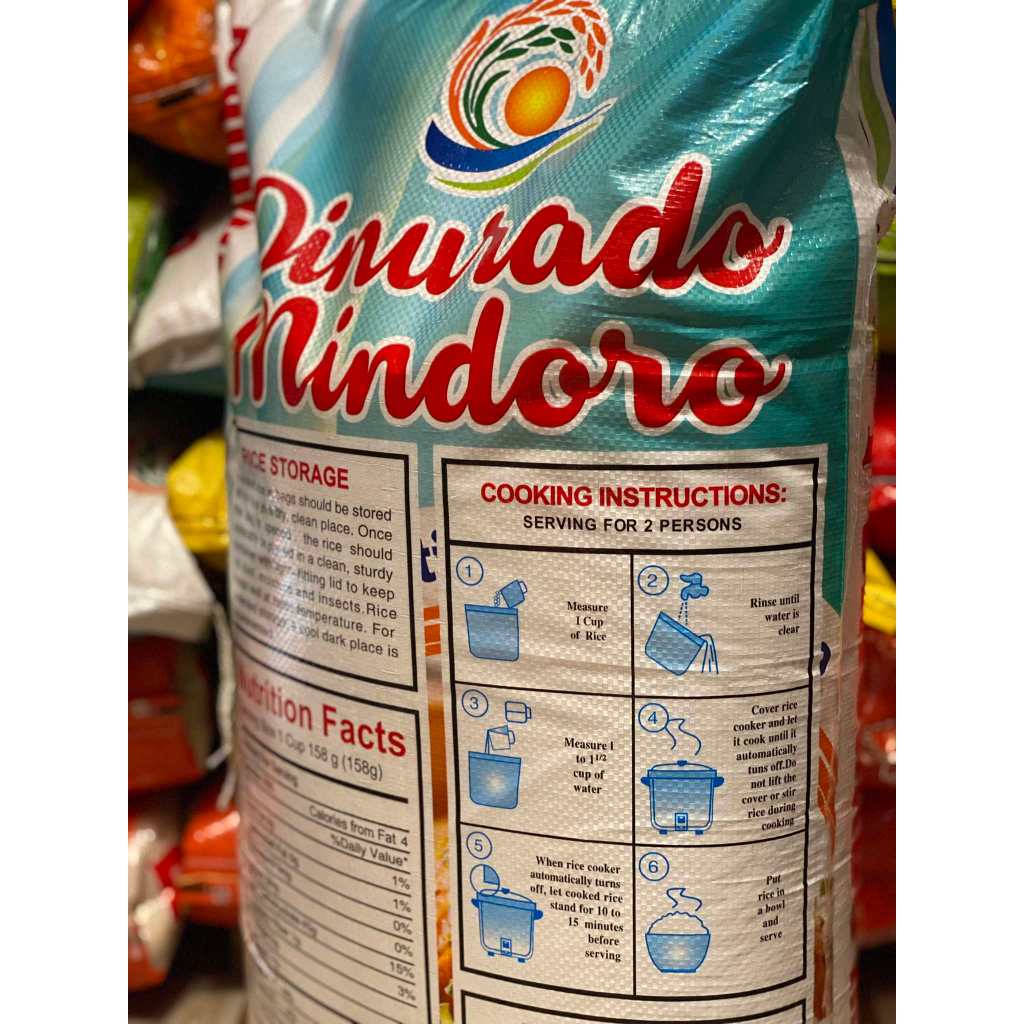 Dinurado
Mindoro
RICE STORAGE
bags should be stored
dry, clean place. Once
the rice should
in a clean, sturdy
lid to keep
and insects.Rice
temperature. For
cool dark place is
Nutrition Facts
1 Cup 158 g (158g)
Calories from Fat 4
%Daily Value*
1%
1%
0%
0%
15%
3%
COOKING INSTRUCTIONS:
SERVING FOR 2 PERSONS
1
Measure
1 Cup
of Rice
2
Rinse until
water is
clear
3
Measure 1
to 1 1/2
cup of
water
4
Cover rice
cooker and let
it cook until it
automatically
tuns off.Do
not lift the
cover or stir
rice during
cooking
5
When rice cooker
automatically turns
off, let cooked rice
stand for 10 to
15 minutes
before
serving
6
Put
rice in
a bowl
and
serve